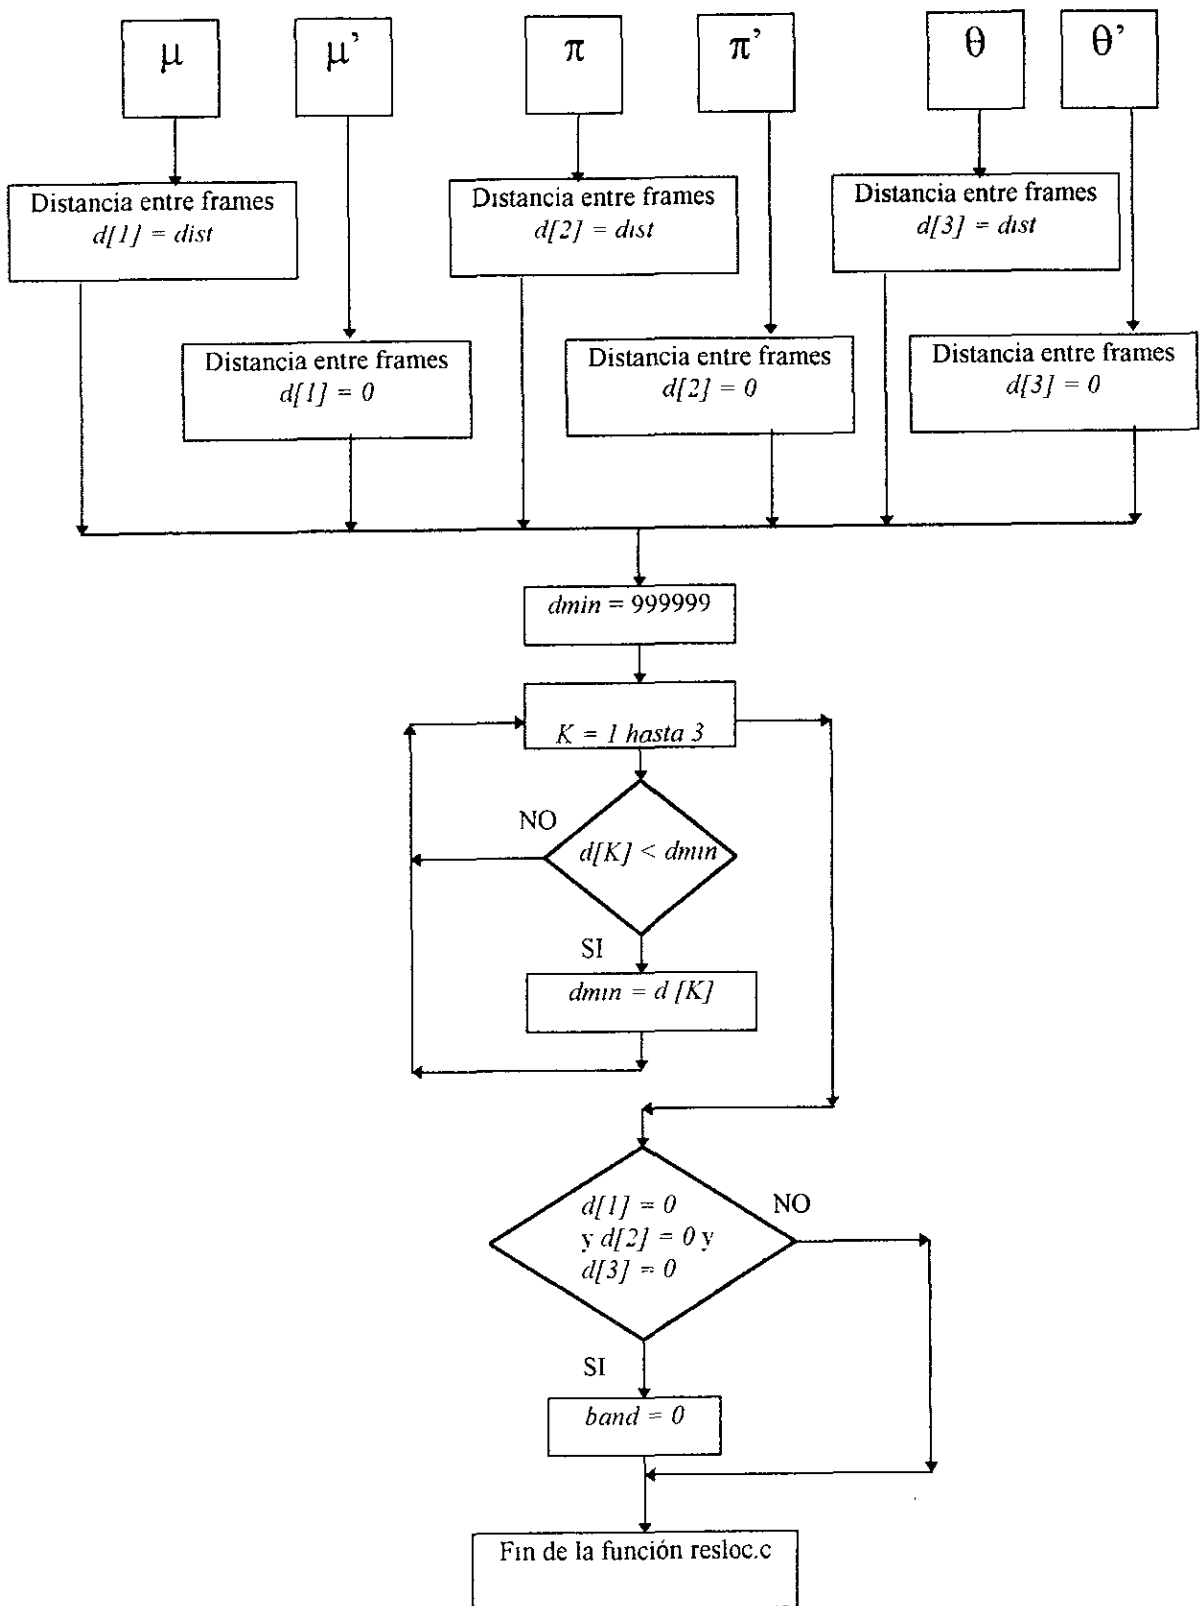 μ
μ’
π
π’
θ
θ’
Distancia entre frames
d[1] = dist
Distancia entre frames
d[2] = dist
Distancia entre frames
d[3] = dist
Distancia entre frames
d[1] = 0
Distancia entre frames
d[2] = 0
Distancia entre frames
d[3] = 0
dmin = 999999
K = 1 hasta 3
NO
d[K] < dmin
SI
dmin = d [K]
d[1] = 0
y d[2] = 0 y
d[3] = 0
NO
SI
band = 0
Fin de la función resloc.c